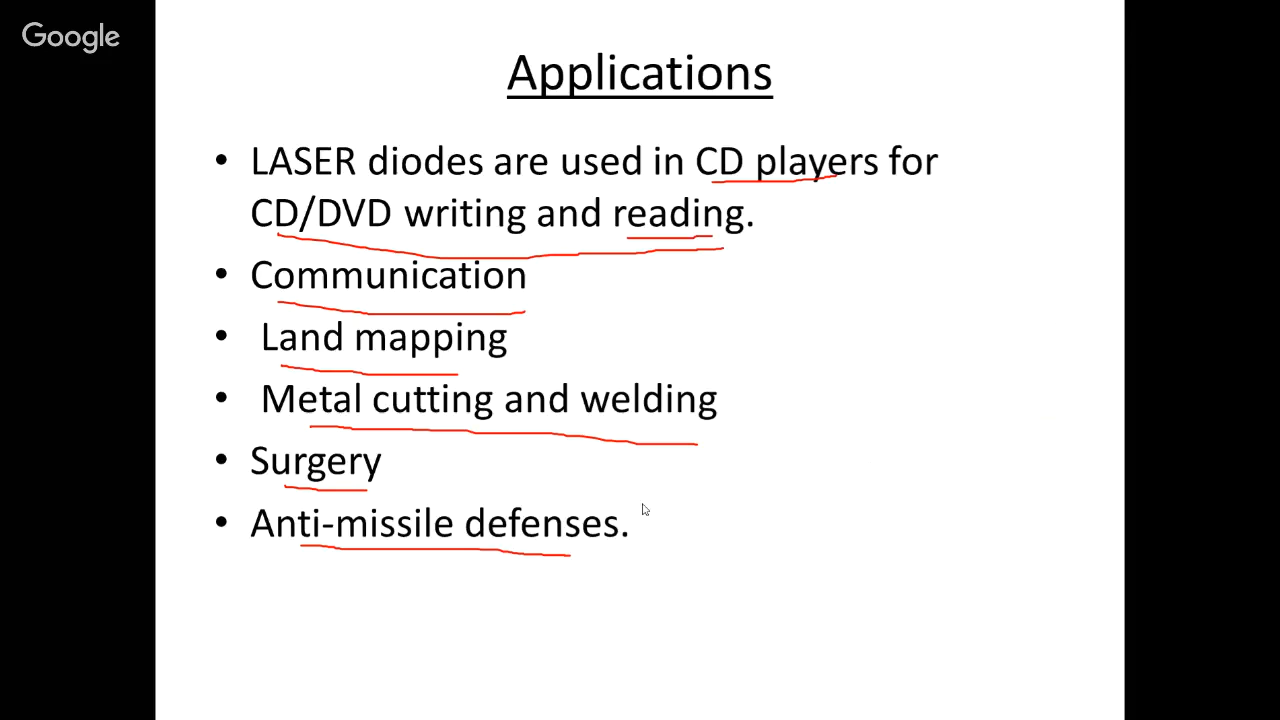 Google
Applications
• LASER diodes are used in CD players for
CD/DVD writing and reading.
• Communication
• Land mapping
• Metal cutting and welding
• Surgery
• Anti-missile defenses.